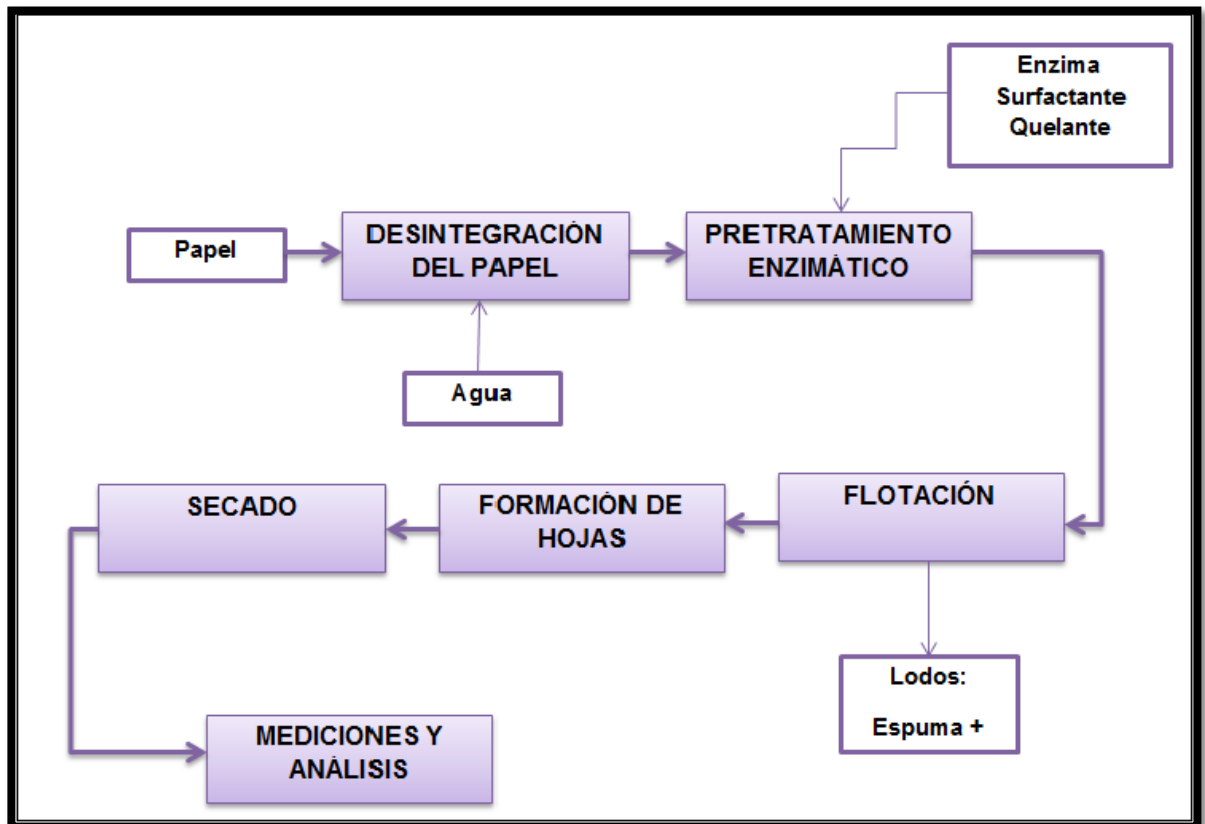 Enzima
Surfactante
Quelante
Papel
DESINTEGRACIÓN
DEL PAPEL
PRETRATAMIENTO
ENZIMÁTICO
Agua
SECADO
FORMACIÓN DE
HOJAS
FLOTACIÓN
Lodos:
Espuma +
MEDICIONES Y
ANÁLISIS